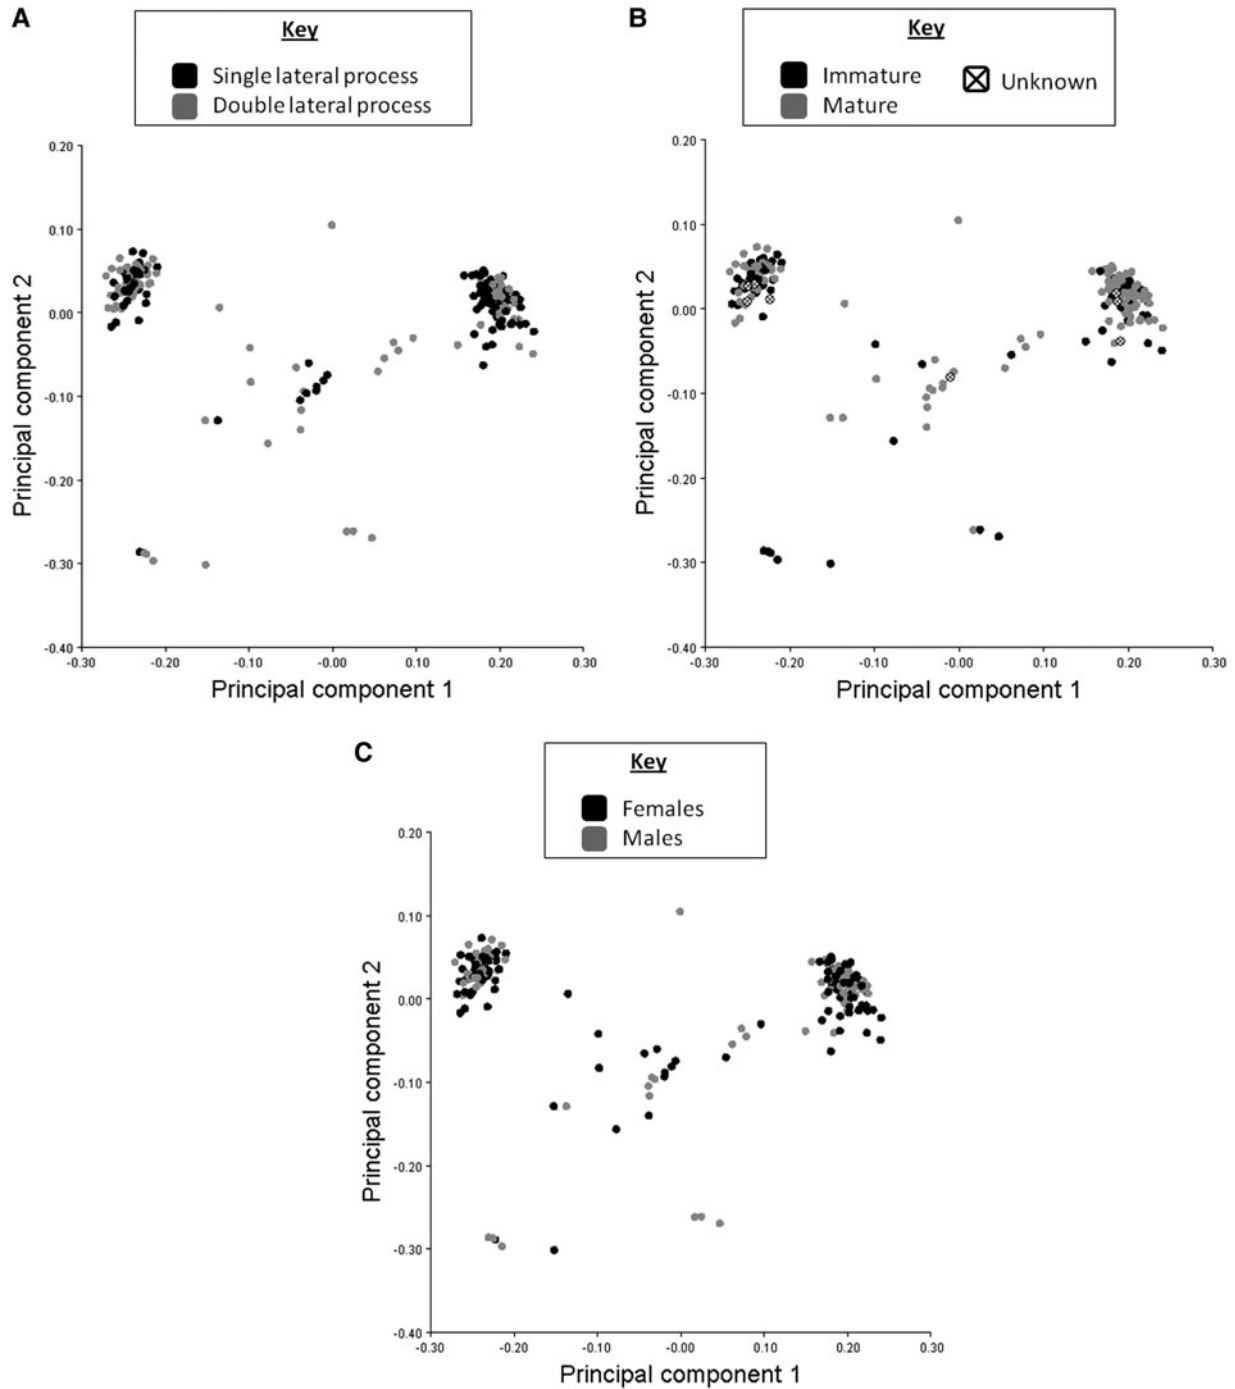 A
Key
Single lateral process
Double lateral process
0.20
0.10
0.00
-0.10
-0.20
-0.30
-0.40
Principal component 2
-0.30 -0.20 -0.10 -0.00 0.10 0.20 0.30
Principal component 1
B
Key
Immature Unknown
Mature
0.20
0.10
0.00
-0.10
-0.20
-0.30
-0.40
Principal component 2
-0.30 -0.20 -0.10 -0.00 0.10 0.20 0.30
Principal component 1
C
Key
Females
Males
0.20
0.10
0.00
-0.10
-0.20
-0.30
-0.40
Principal component 2
-0.30 -0.20 -0.10 -0.00 0.10 0.20 0.30
Principal component 1